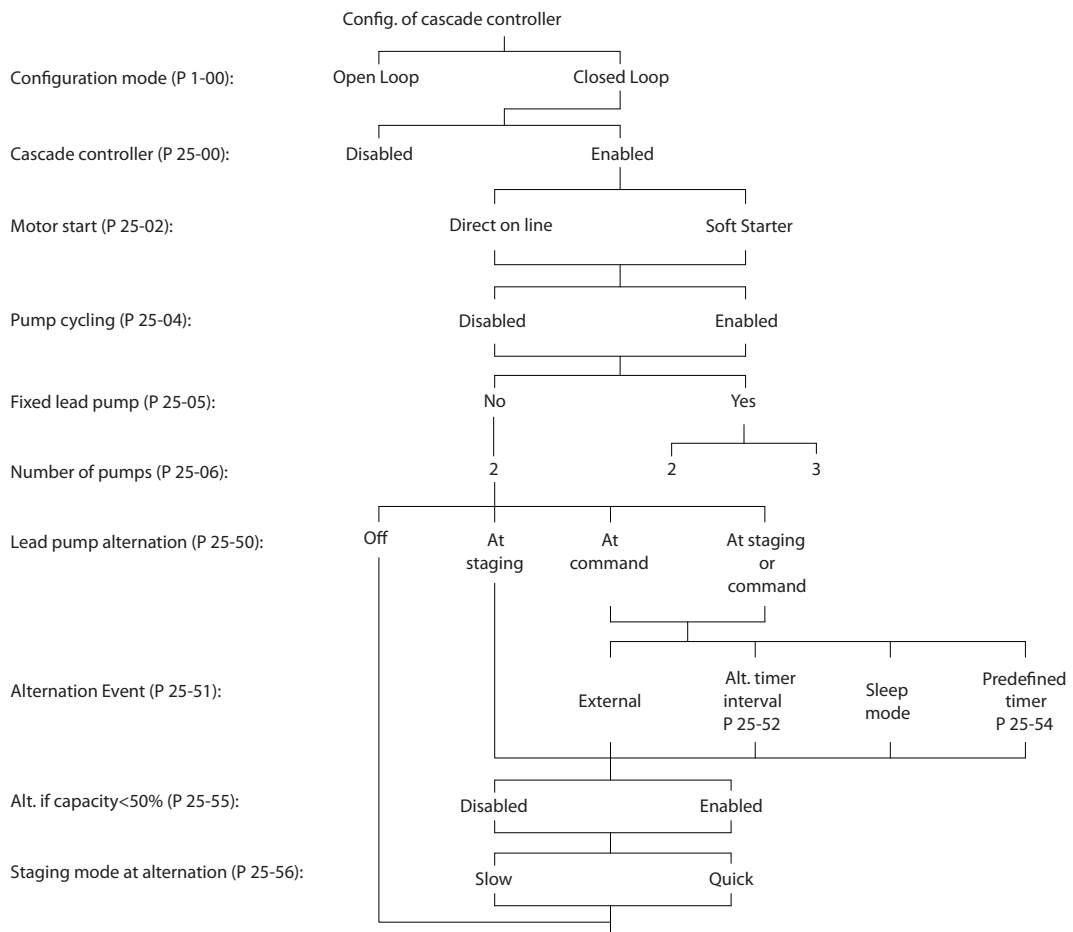 Config. of cascade controller
Configuration mode (P 1-00):
Open Loop
Closed Loop
Cascade controller (P 25-00):
Disabled
Enabled
Motor start (P 25-02):
Direct on line
Soft Starter
Pump cycling (P 25-04):
Disabled
Enabled
Fixed lead pump (P 25-05):
No
Yes
Number of pumps (P 25-06):
2
2
3
Lead pump alternation (P 25-50):
Off
At
staging
At
command
At staging
or
command
Alternation Event (P 25-51):
External
Alt. timer
interval
P 25-52
Sleep
mode
Predefined
timer
P 25-54
Alt. if capacity<50% (P 25-55):
Disabled
Enabled
Staging mode at alternation (P 25-56):
Slow
Quick